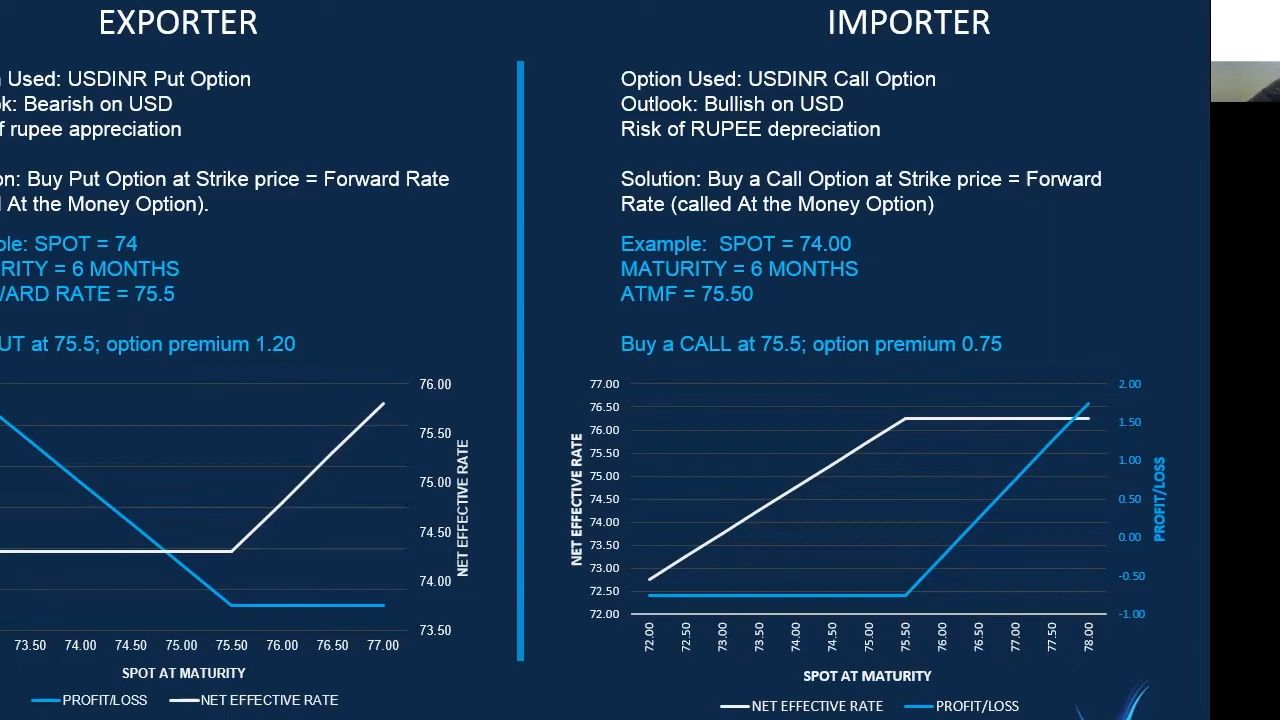 EXPORTER
Used: USDINR Put Option
k: Bearish on USD
f rupee appreciation
on: Buy Put Option at Strike price = Forward Rate
At the Money Option).
ple: SPOT = 74
RITY = 6 MONTHS
WARD RATE = 75.5
UT at 75.5; option premium 1.20
76.00
75.50
75.00
74.50
74.00
73.50
NET EFFECTIVE RATE
73.50 74.00 74.50 75.00 75.50 76.00 76.50 77.00
SPOT AT MATURITY
PROFIT/LOSS NET EFFECTIVE RATE
IMPORTER
Option Used: USDINR Call Option
Outlook: Bullish on USD
Risk of RUPEE depreciation
Solution: Buy a Call Option at Strike price = Forward
Rate (called At the Money Option)
Example: SPOT = 74.00
MATURITY = 6 MONTHS
ATMF = 75.50
Buy a CALL at 75.5; option premium 0.75
NET EFFECTIVE RATE
77.00
76.50
76.00
75.50
75.00
74.50
74.00
73.50
73.00
72.50
72.00
2.00
1.50
1.00
0.50
0.00
-0.50
-1.00
PROFIT/LOSS
72.00 72.50 73.00 73.50 74.00 74.50 75.00 75.50 76.00 76.50 77.00 77.50 78.00
SPOT AT MATURITY
NET EFFECTIVE RATE PROFIT/LOSS